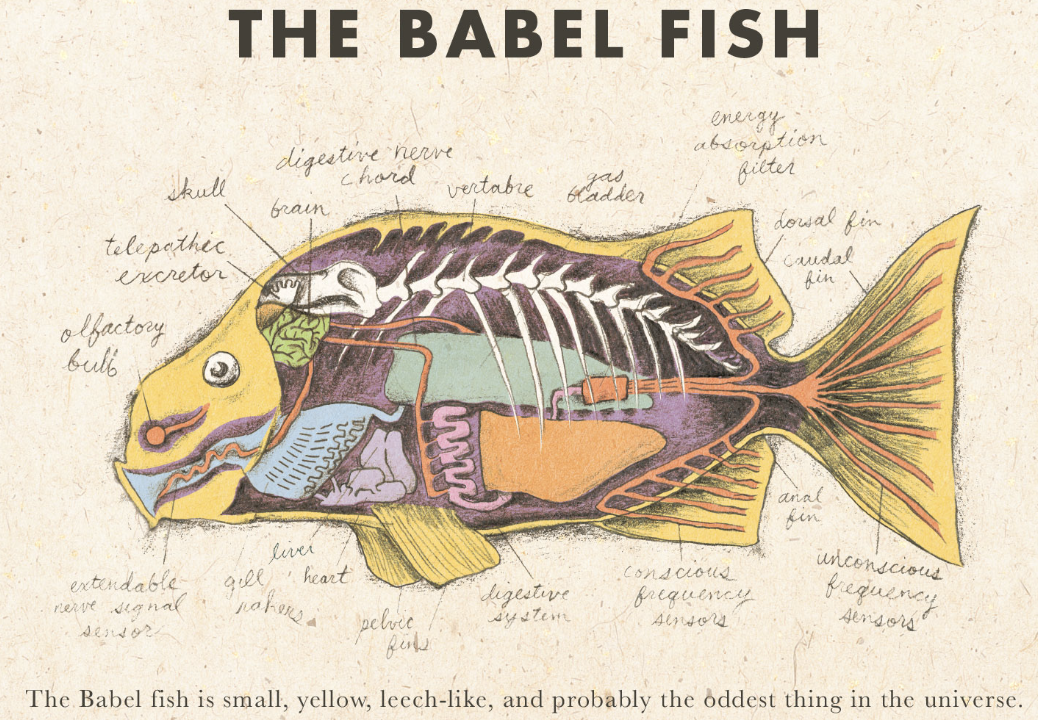 THE BABEL FISH
energy
absorption
filter
digestive nerve
chord
skull
brain
vertabre
gas
bladder
dorsal fin
caudal
fin
telepathic
excretor
olfactory
bulb
anal
fin
liver
gill
rakers
heart
extendable
nerve signal
sensor
pelvic
fins
digestive
system
conscious
frequency
sensors
unconscious
frequency
sensors
The Babel fish is small, yellow, leech-like, and probably the oddest thing in the universe.